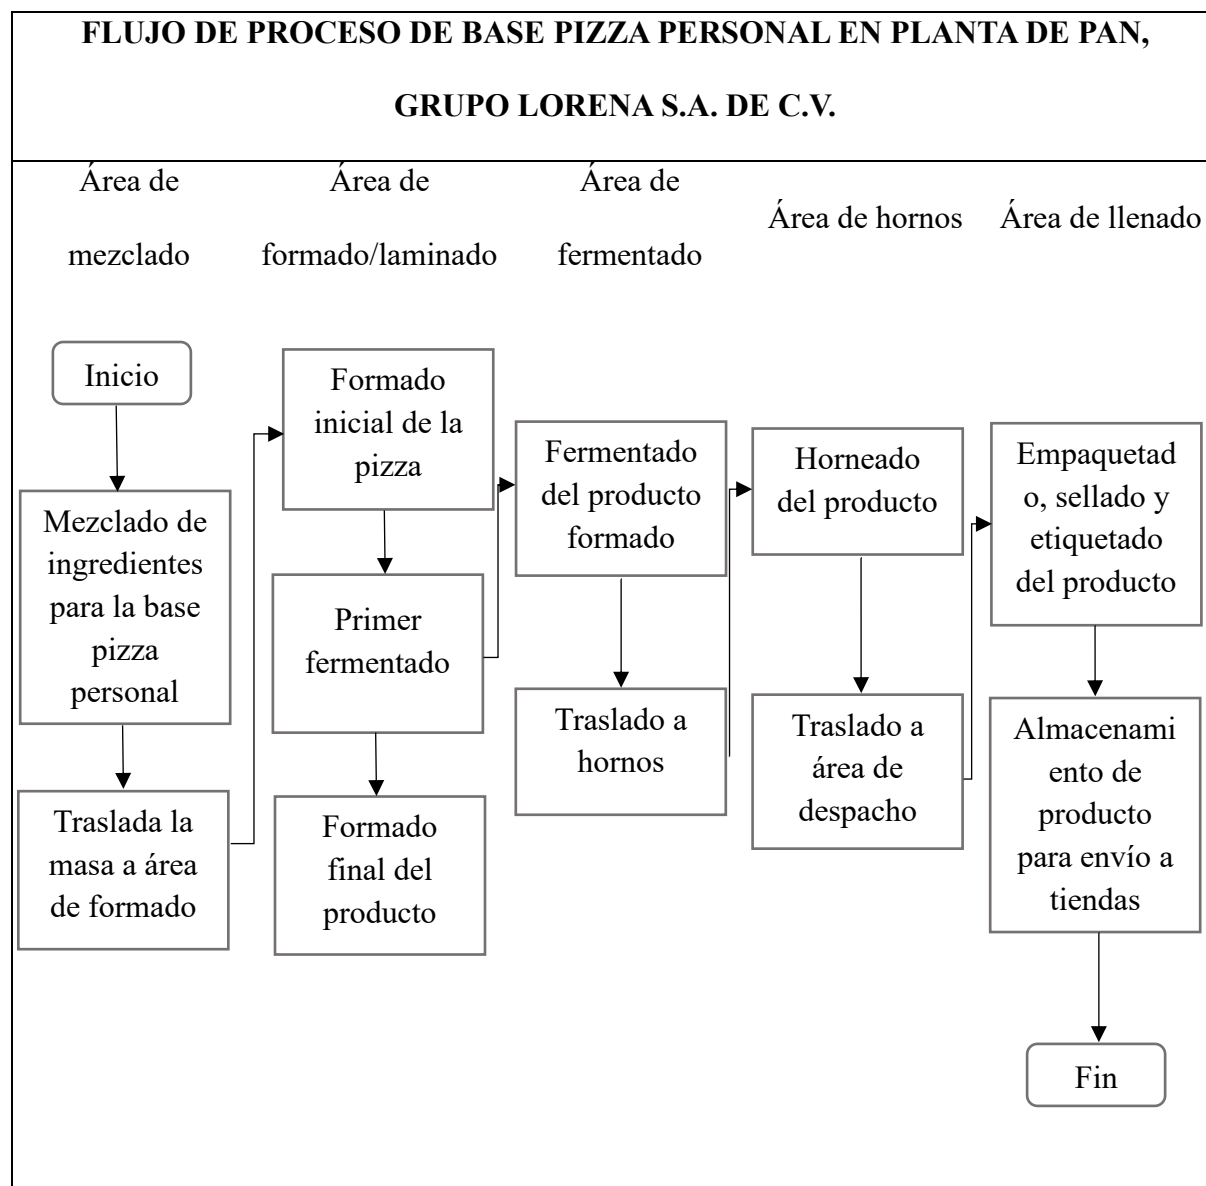 FLUJO DE PROCESO DE BASE PIZZA PERSONAL EN PLANTA DE PAN,
GRUPO LORENA S.A. DE C.V.
Área de
mezclado
Área de
formado/laminado
Área de
fermentado
Área de hornos
Área de llenado
Inicio
Mezclado de
ingredientes
para la base
pizza
personal
Traslada la
masa a área
de formado
Formado
inicial de la
pizza
Primer
fermentado
Formado
final del
producto
Fermentado
del producto
formado
Traslado a
hornos
Horneado
del producto
Traslado a
área de
despacho
Empaquetad
o, sellado y
etiquetado
del producto
Almacenami
ento de
producto
para envío a
tiendas
Fin